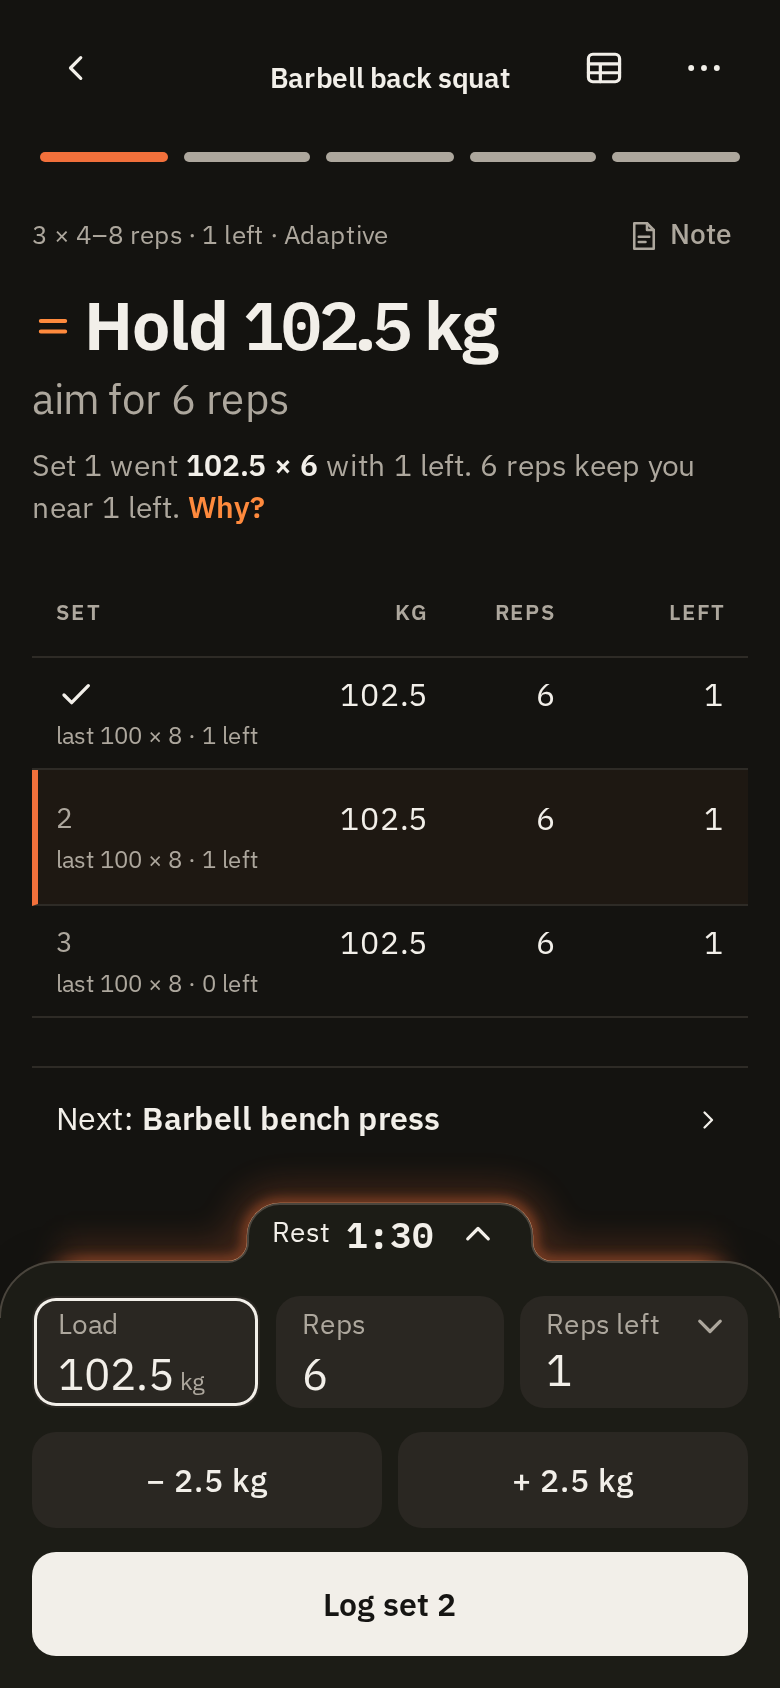 Barbell back squat
3 × 4–8 reps · 1 left · Adaptive
Note
= Hold 102.5 kg
aim for 6 reps
Set 1 went 102.5 × 6 with 1 left. 6 reps keep you
near 1 left. Why?
SET KG REPS LEFT
102.5 6 1
last 100 × 8 · 1 left
2 102.5 6 1
last 100 × 8 · 1 left
3 102.5 6 1
last 100 × 8 · 0 left
Next: Barbell bench press
Rest 1:30
Load Reps Reps left
102.5 kg 6 1
− 2.5 kg + 2.5 kg
Log set 2